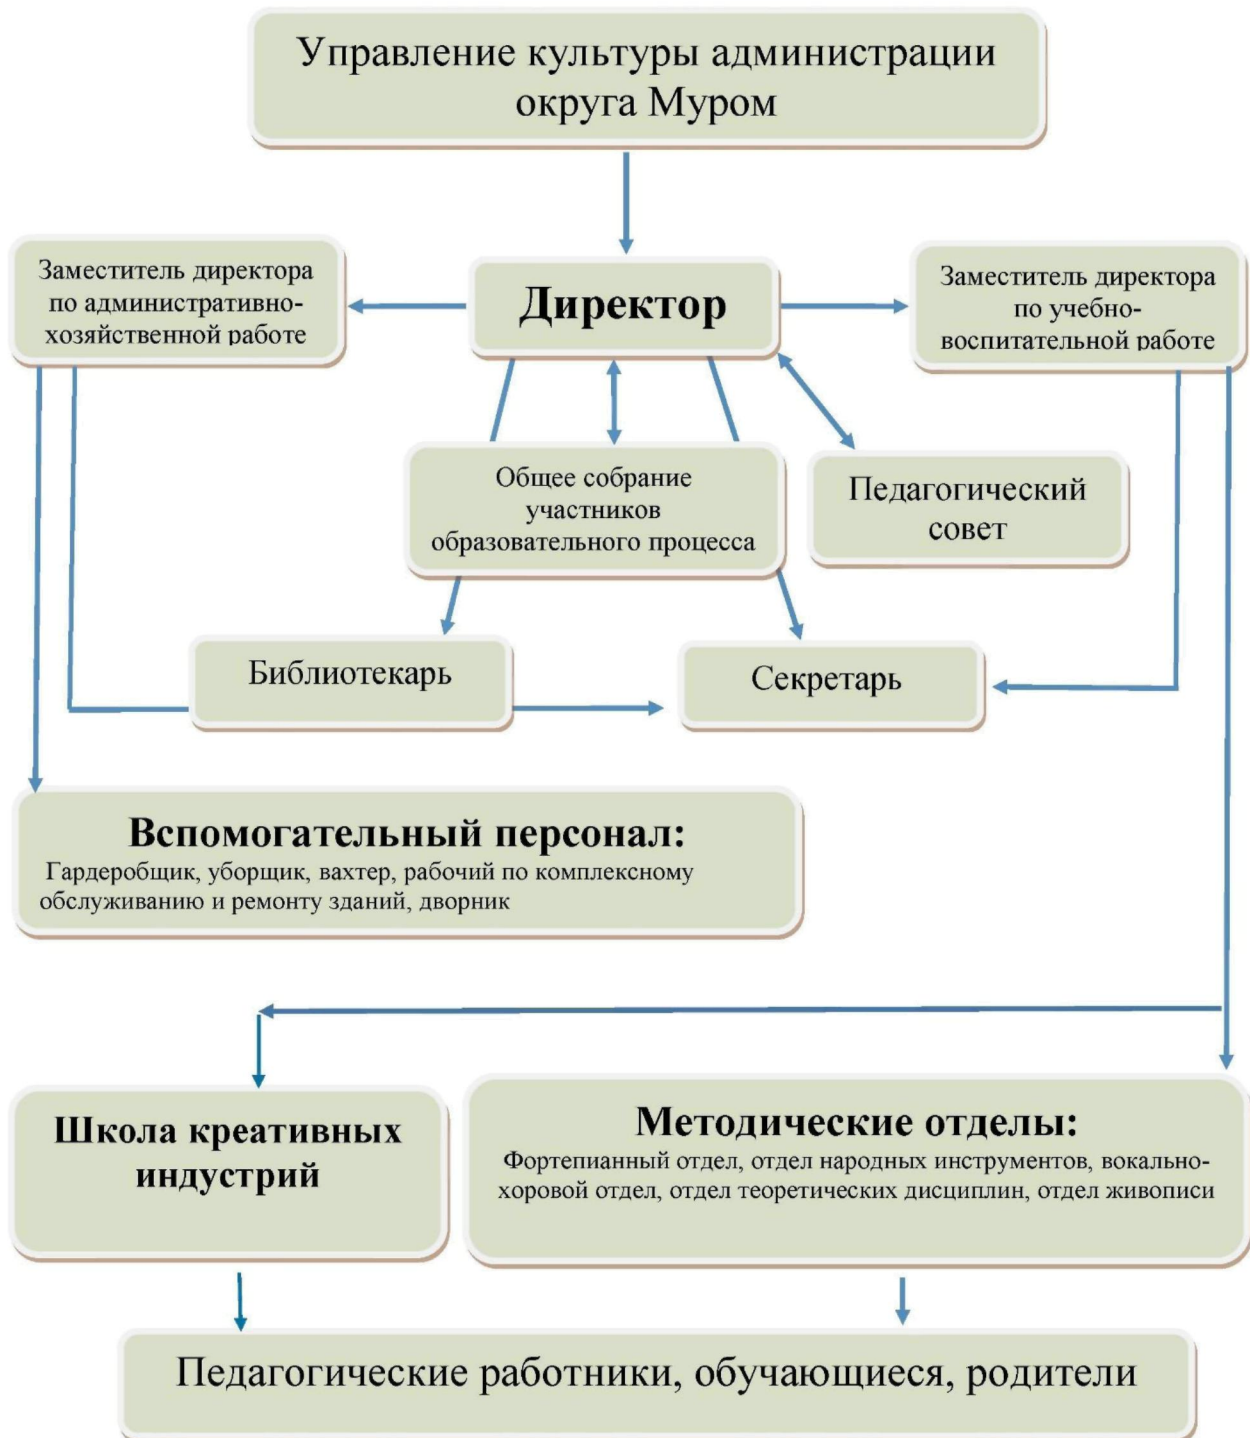 Управление культуры администрации
округа Муром
Заместитель директора
по административно-
хозяйственной работе
Директор
Заместитель директора
по учебно-
воспитательной работе
Общее собрание
участников
образовательного процесса
Педагогический
совет
Библиотекарь
Секретарь
Вспомогательный персонал:
Гардеробщик, уборщик, вахтер, рабочий по комплексному
обслуживанию и ремонту зданий, дворник
Школа креативных
индустрий
Методические отделы:
Фортепианный отдел, отдел народных инструментов, вокально-
хоровой отдел, отдел теоретических дисциплин, отдел живописи
Педагогические работники, обучающиеся, родители